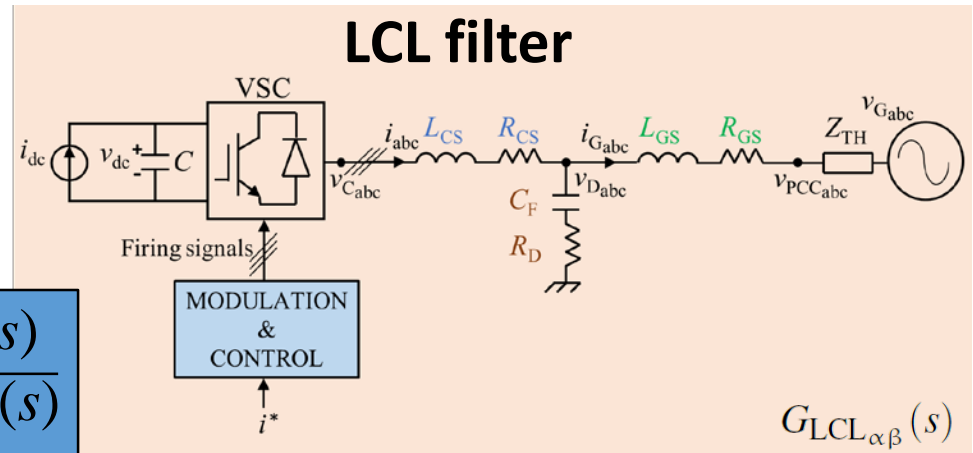 LCL filter
VSC
i_dc
v_dc
+
-
C
v_Cabc
i_abc
L_CS
R_CS
i_Gabc
L_GS
R_GS
Z_TH
v_Gabc
v_Dabc
v_PCCabc
C_F
R_D
Firing signals
MODULATION
&
CONTROL
i*
s)
(s)
G_LCLαβ(s)